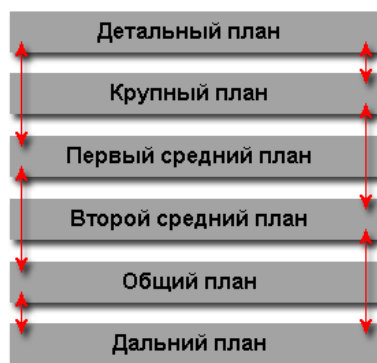 Детальный план
Крупный план
Первый средний план
Второй средний план
Общий план
Дальний план